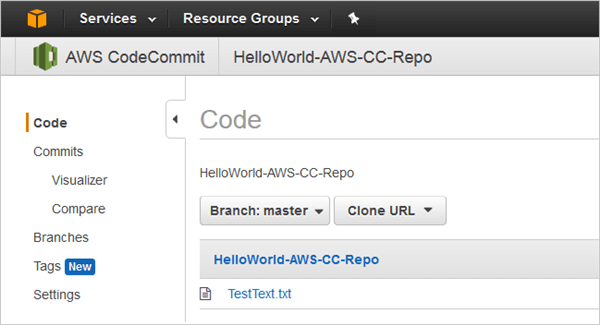 Services Resource Groups
AWS CodeCommit HelloWorld-AWS-CC-Repo
Code
Commits
Visualizer
Compare
Branches
Tags New
Settings
Code
HelloWorld-AWS-CC-Repo
Branch: master Clone URL
HelloWorld-AWS-CC-Repo
TestText.txt